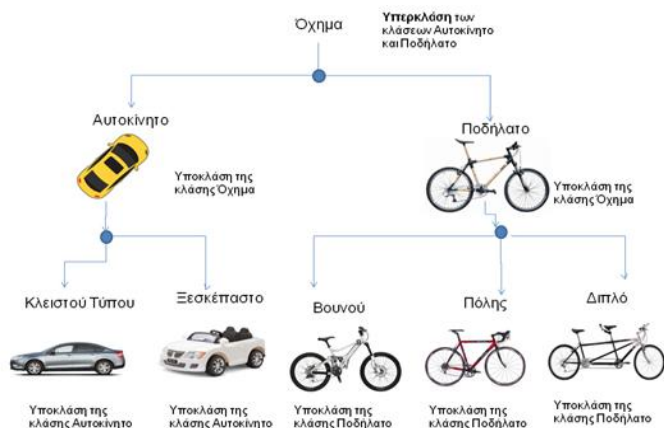 Όχημα
Υπερκλάση των
κλάσεων Αυτοκίνητο
και Ποδήλατο
Αυτοκίνητο
Ποδήλατο
Υποκλάση της
κλάσης Όχημα
Υποκλάση της
κλάσης Όχημα
Κλειστού Τύπου
Ξεσκέπαστο
Βουνού
Πόλης
Διπλό
Υποκλάση της
κλάσης Αυτοκίνητο
Υποκλάση της
κλάσης Αυτοκίνητο
Υποκλάση της
κλάσης Ποδήλατο
Υποκλάση της
κλάσης Ποδήλατο
Υποκλάση της
κλάσης Ποδήλατο